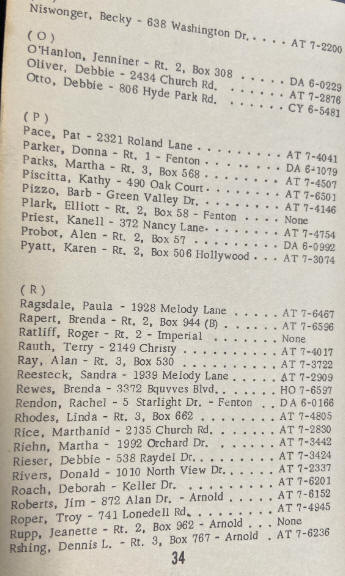 Niswonger, Becky - 638 Washington Dr. . . . . AT 7-2200
( O )
O'Hanlon, Jenniner - Rt. 2, Box 308 . . . . . DA 6-0229
Oliver, Debbie - 2434 Church Rd. . . . . . . AT 7-2876
Otto, Debbie - 806 Hyde Park Rd. . . . . . . CY 6-5481
( P )
Pace, Pat - 2321 Roland Lane . . . . . . . . . AT 7-4041
Parker, Donna - Rt. 1 - Fenton . . . . . . . . DA 6-1079
Parks, Martha - Rt. 3, Box 568 . . . . . . . . AT 7-4507
Piscitta, Kathy - 490 Oak Court . . . . . . . . AT 7-6501
Pizzo, Barb - Green Valley Dr. . . . . . . . . AT 7-4146
Plark, Elliott - Rt. 2, Box 58 - Fenton . . . . None
Priest, Kanell - 372 Nancy Lane . . . . . . . AT 7-4754
Probot, Alen - Rt. 2, Box 57 . . . . . . . . . DA 6-0992
Pyatt, Karen - Rt. 2, Box 506 Hollywood . . . AT 7-3074
( R )
Ragsdale, Paula - 1928 Melody Lane . . . . . AT 7-6467
Rapert, Brenda - Rt. 2, Box 944 (B) . . . . . . AT 7-6596
Ratliff, Roger - Rt. 2 - Imperial . . . . . . . None
Rauth, Terry - 2149 Christy . . . . . . . . . . AT 7-4017
Ray, Alan - Rt. 3, Box 530 . . . . . . . . . . AT 7-3722
Reesteck, Sandra - 1939 Melody Lane . . . . . AT 7-2909
Rewes, Brenda - 3372 Bquvves Blvd. . . . . . HO 7-6597
Rendon, Rachel - 5 Starlight Dr. - Fenton . . DA 6-0166
Rhodes, Linda - Rt. 3, Box 662 . . . . . . . . AT 7-4805
Rice, Marthanid - 2135 Church Rd. . . . . . . AT 7-2830
Riehn, Martha - 1992 Orchard Dr. . . . . . . AT 7-3442
Rieser, Debbie - 538 Raydel Dr. . . . . . . . AT 7-3424
Rivers, Donald - 1010 North View Dr. . . . . . AT 7-2337
Roach, Deborah - Keller Dr. . . . . . . . . . AT 7-6201
Roberts, Jim - 872 Alan Dr. - Arnold . . . . . AT 7-6152
Roper, Troy - 741 Lonedell Rd. . . . . . . . . AT 7-4945
Rupp, Jeanette - Rt. 2, Box 962 - Arnold . . . None
Rshing, Dennis L. - Rt. 3, Box 767 - Arnold . AT 7-6236
34